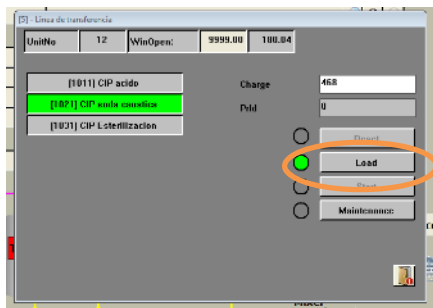 [5] - Linea de transferencia
UnitNo 12 WinOpen: 9999.00 100.04
[1011] CIP acido
Charge 468
[1021] CIP soda caustica
Prld 0
[1031] CIP Esterilizacion
Reset
Load
Start
Maintenance